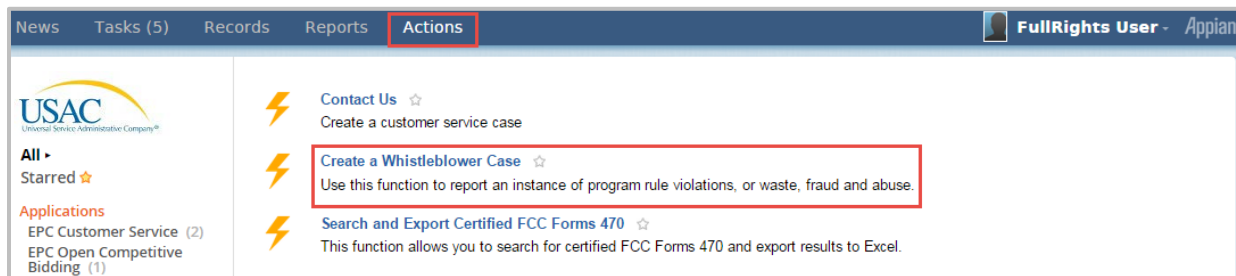 News Tasks (5) Records Reports Actions FullRights User Appian
USAC
Universal Service Administrative Company®
All
Starred
Applications
EPC Customer Service (2)
EPC Open Competitive
Bidding (1)
Contact Us
Create a customer service case
Create a Whistleblower Case
Use this function to report an instance of program rule violations, or waste, fraud and abuse.
Search and Export Certified FCC Forms 470
This function allows you to search for certified FCC Forms 470 and export results to Excel.